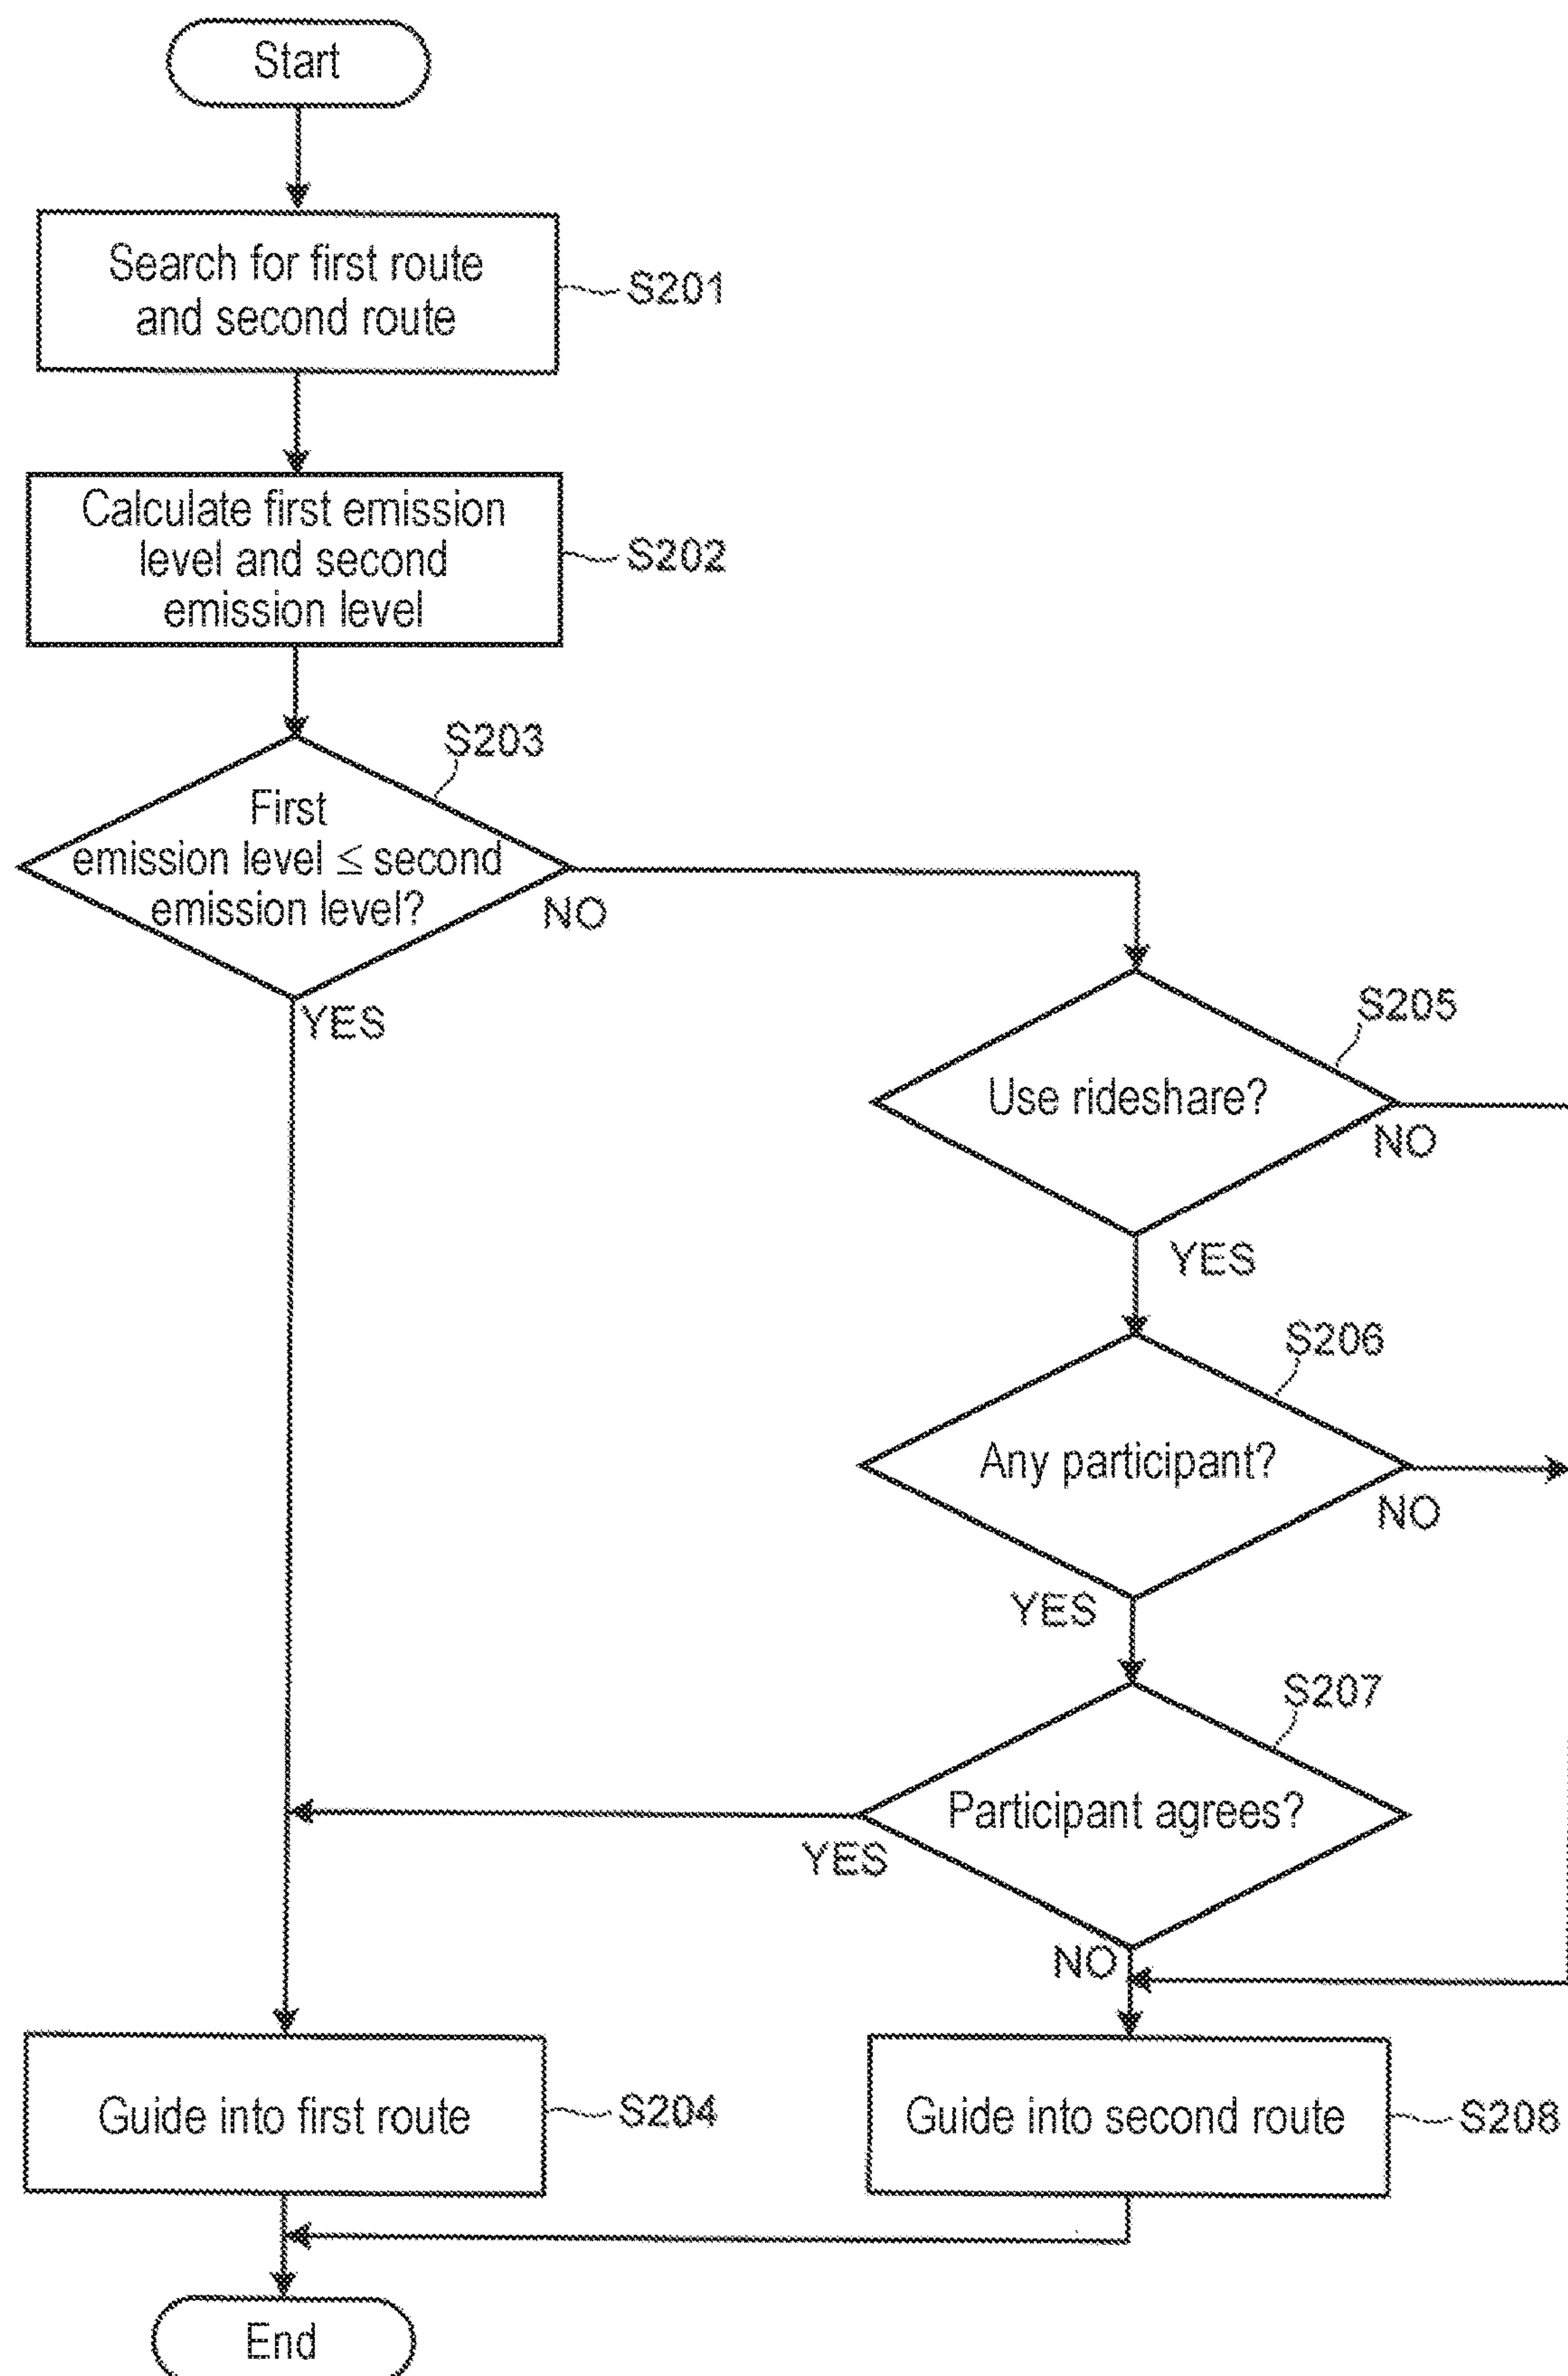 Start
Search for first route
and second route
S201
Calculate first emission
level and second
emission level
S202
S203
First
emission level ≤ second
emission level?
NO
YES
S205
Use rideshare?
NO
YES
S206
Any participant?
NO
YES
S207
Participant agrees?
YES
NO
Guide into first route
S204
Guide into second route
S208
End